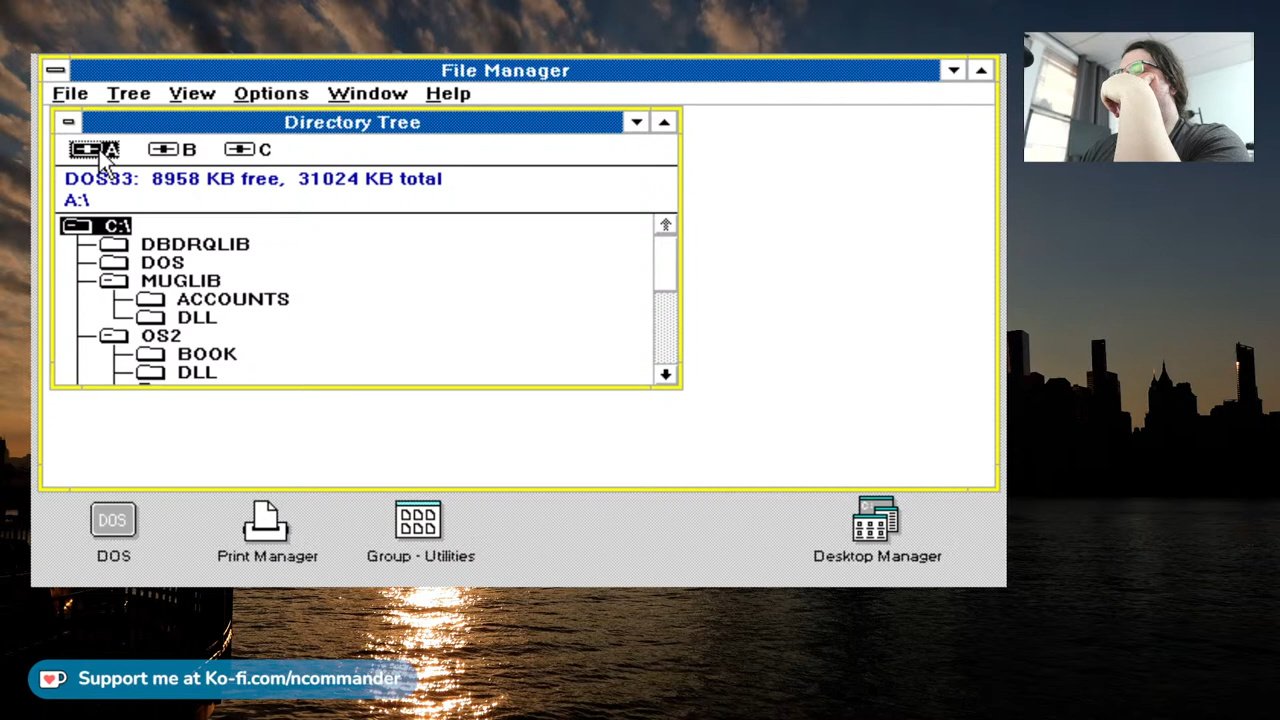 File Manager
File Tree View Options Window Help
Directory Tree
A B C
DOS33: 8958 KB free, 31024 KB total
A:\
C:\
DBDRQLIB
DOS
MUGLIB
ACCOUNTS
DLL
OS2
BOOK
DLL
DOS
DOS Print Manager Group - Utilities Desktop Manager
Support me at Ko-fi.com/ncommander